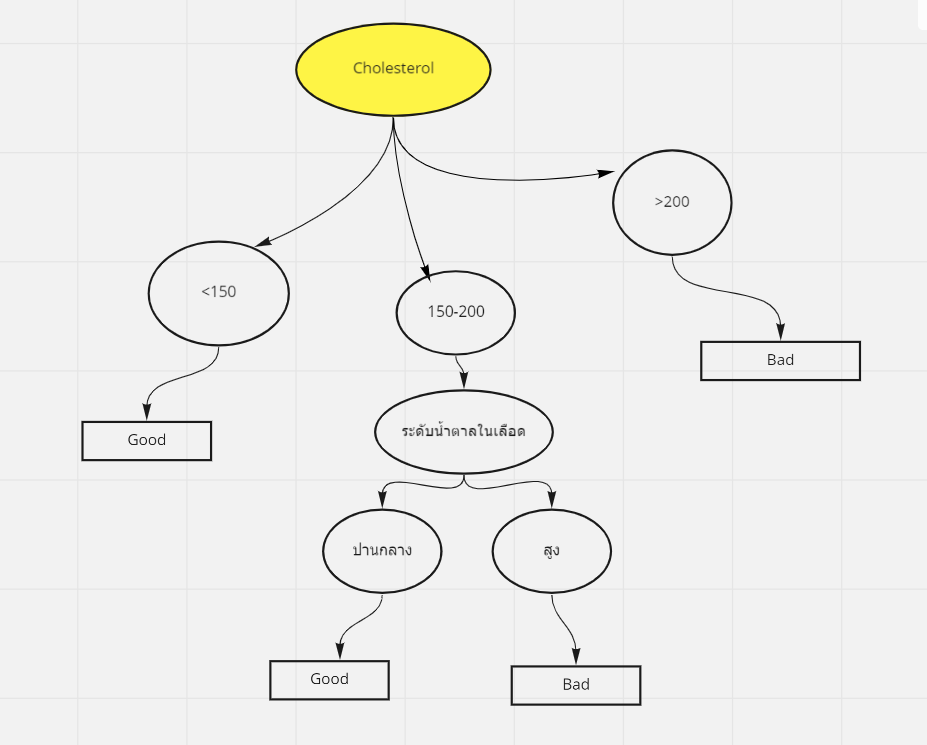 Cholesterol
>200
<150
150-200
Bad
Good
ระดับน้ำตาลในเลือด
ปานกลาง
สูง
Good
Bad